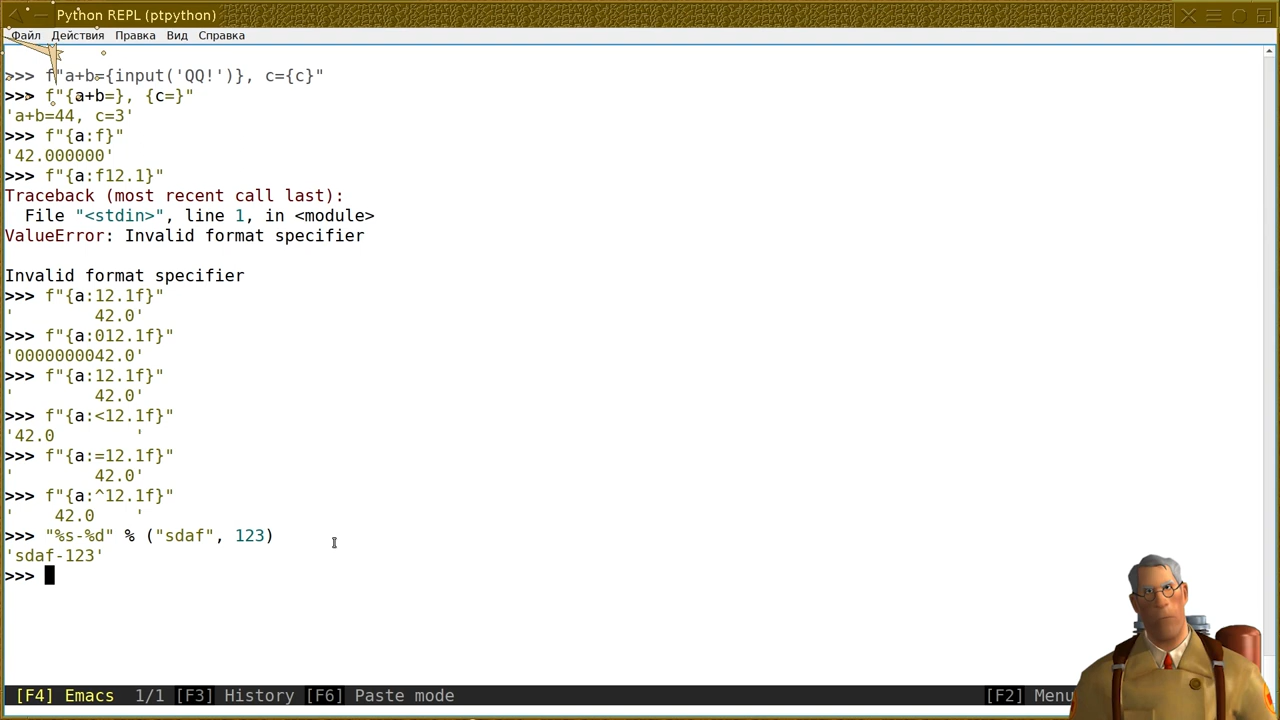 Python REPL (ptpython)
Файл Действия Правка Вид Справка
>>> f"a+b={input('QQ!')}, c={c}"
>>> f"{a+b=}, {c=}"
'a+b=44, c=3'
>>> f"{a:f}"
'42.000000'
>>> f"{a:f12.1}"
Traceback (most recent call last):
  File "<stdin>", line 1, in <module>
ValueError: Invalid format specifier
Invalid format specifier
>>> f"{a:12.1f}"
'        42.0'
>>> f"{a:012.1f}"
'0000000042.0'
>>> f"{a:12.1f}"
'        42.0'
>>> f"{a:<12.1f}"
'42.0        '
>>> f"{a:=12.1f}"
'        42.0'
>>> f"{a:^12.1f}"
'    42.0    '
>>> "%s-%d" % ("sdaf", 123)
'sdaf-123'
>>>
[F4] Emacs 1/1 [F3] History [F6] Paste mode [F2] Menu